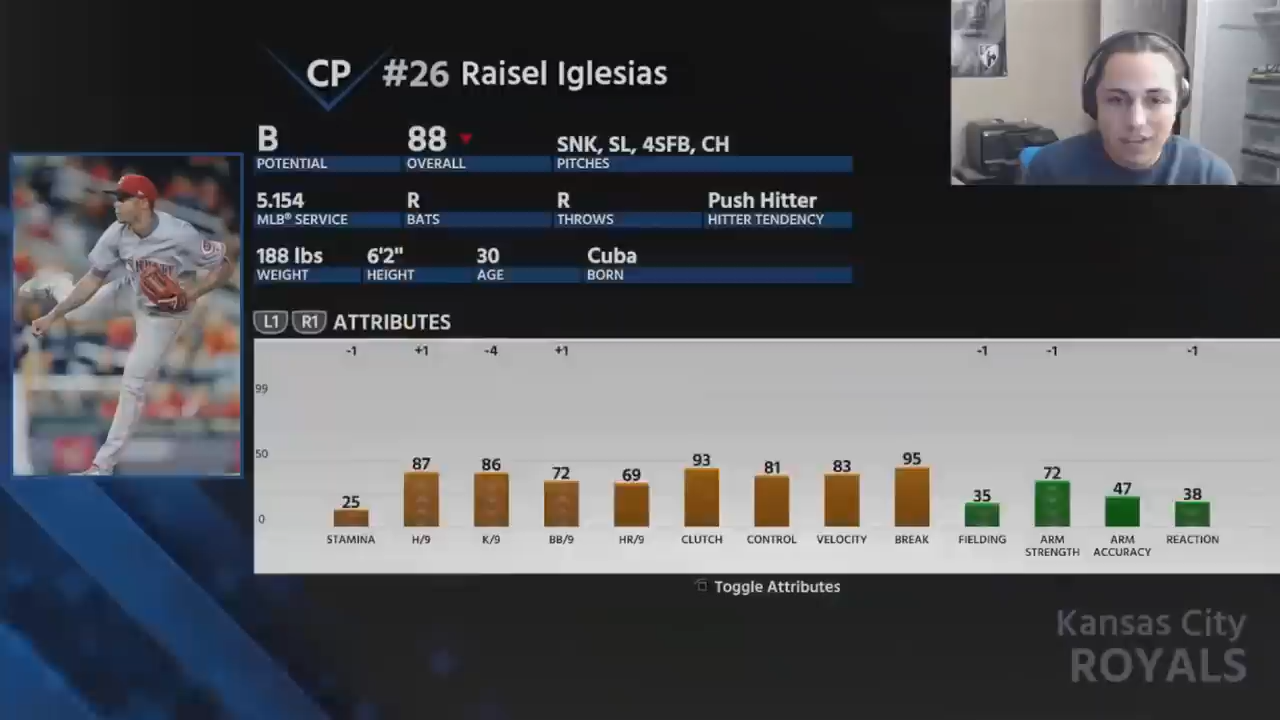 CP #26 Raisel Iglesias
B 88 SNK, SL, 4SFB, CH
POTENTIAL OVERALL PITCHES
5.154 R R Push Hitter
MLB® SERVICE BATS THROWS HITTER TENDENCY
188 lbs 6'2" 30 Cuba
WEIGHT HEIGHT AGE BORN
L1 R1 ATTRIBUTES
-1 +1 -4 +1 -1 -1 -1
99
50
0
25 87 86 72 69 93 81 83 95 35 72 47 38
STAMINA H/9 K/9 BB/9 HR/9 CLUTCH CONTROL VELOCITY BREAK FIELDING ARM STRENGTH ARM ACCURACY REACTION
Toggle Attributes
Kansas City
ROYALS